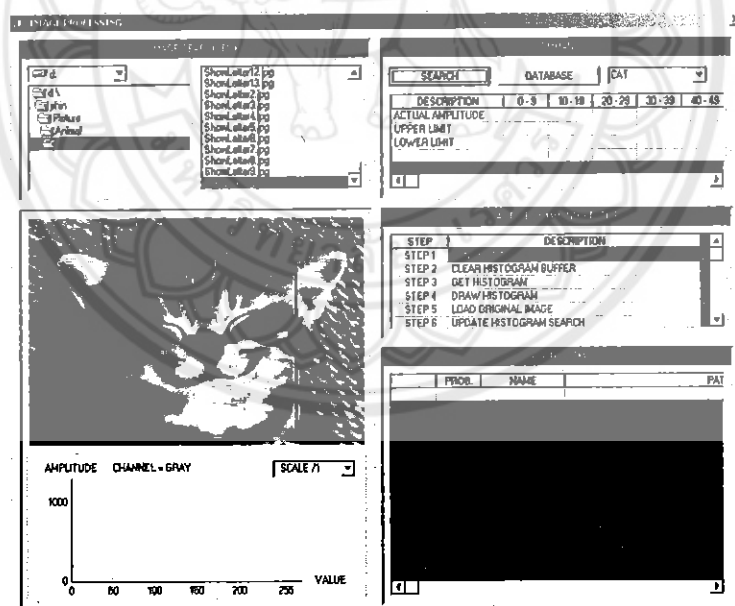 IMAGE PROCESSING
d:
d:\
john
Picture
Animal
ShowLetter12.jpg
ShowLetter13.jpg
ShowLetter2.jpg
ShowLetter3.jpg
ShowLetter4.jpg
ShowLetter5.jpg
ShowLetter6.jpg
ShowLetter7.jpg
ShowLetter8.jpg
ShowLetter9.jpg
SEARCH DATABASE CAT
DESCRIPTION 0 - 9 10 - 19 20 - 29 30 - 39 40 - 49
ACTUAL AMPLITUDE
UPPER LIMIT
LOWER LIMIT
STEP DESCRIPTION
STEP 1
STEP 2 CLEAR HISTOGRAM BUFFER
STEP 3 GET HISTOGRAM
STEP 4 DRAW HISTOGRAM
STEP 5 LOAD ORIGINAL IMAGE
STEP 6 UPDATE HISTOGRAM SEARCH
PROB. NAME PAT
AMPLITUDE CHANNEL = GRAY SCALE /1
1000
0
0 50 100 150 200 255 VALUE